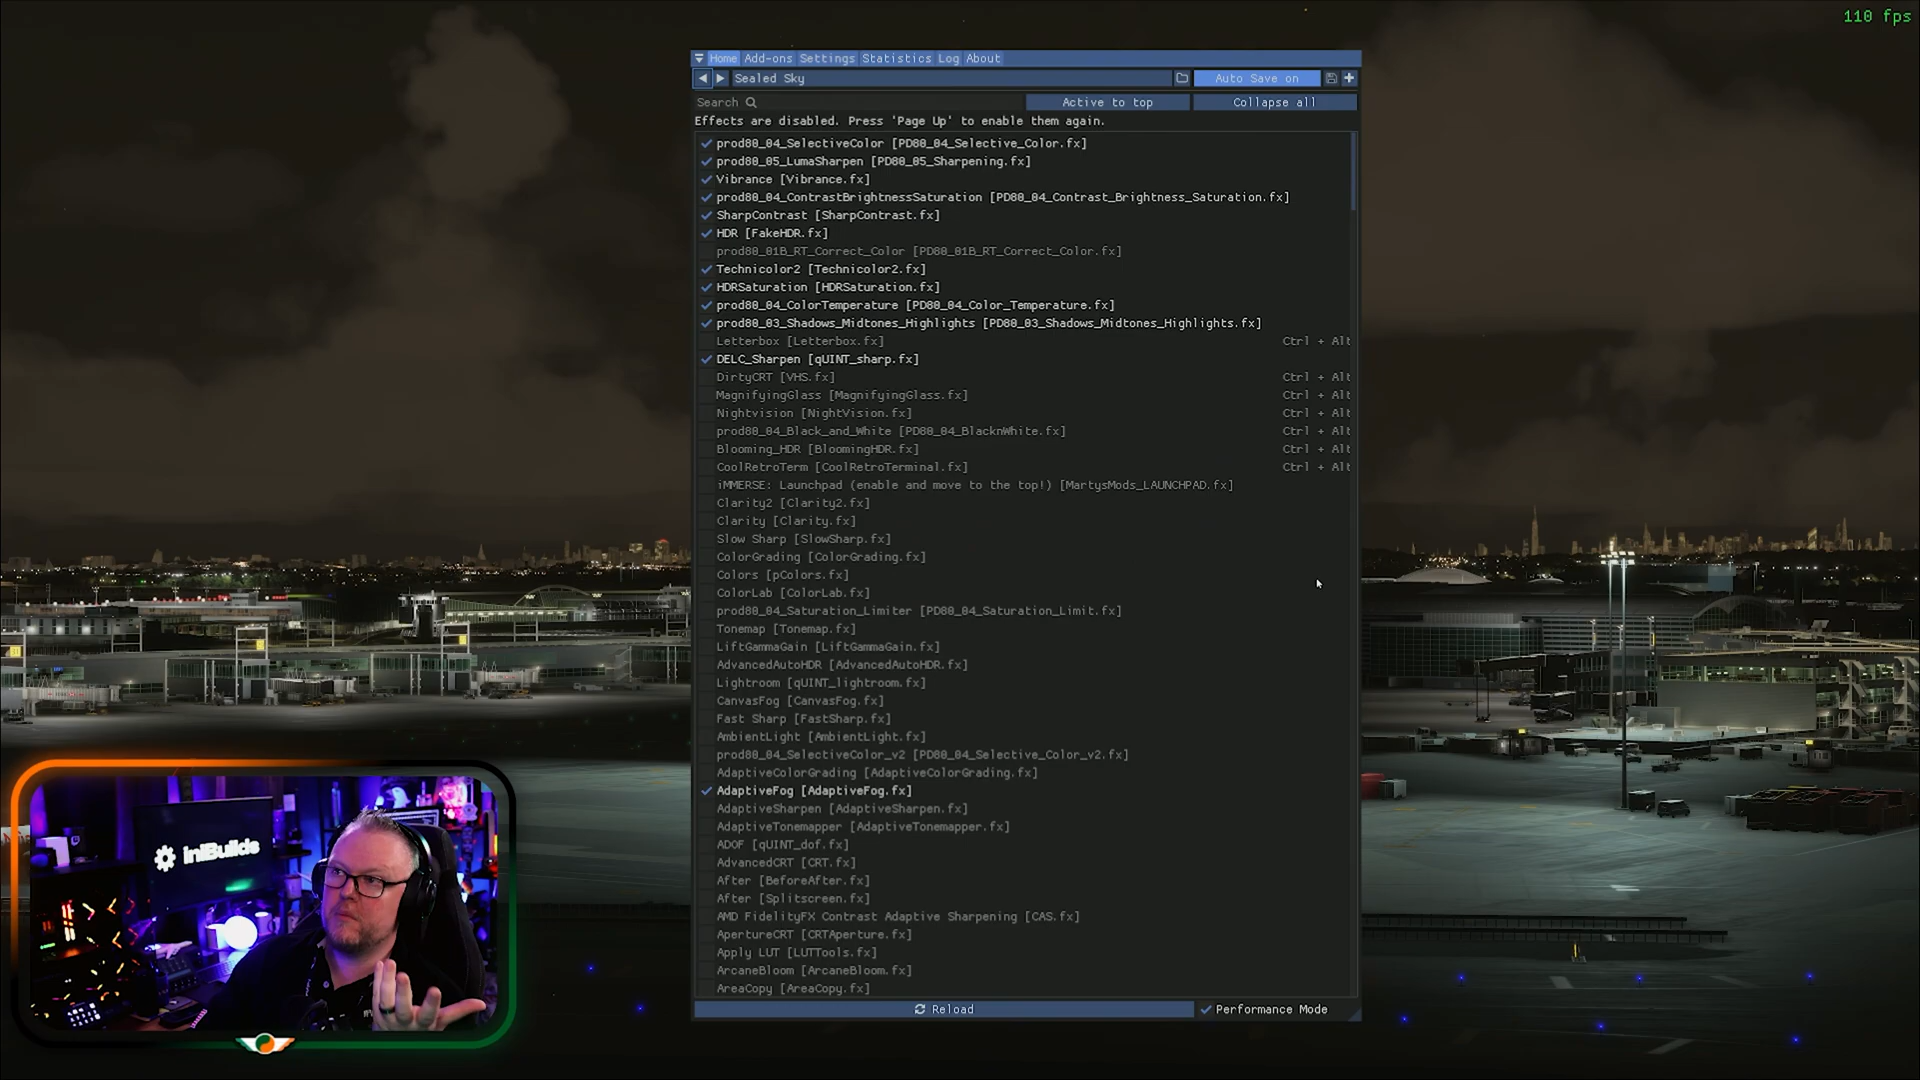 110 fps
Home Add-ons Settings Statistics Log About
Sealed Sky
Auto Save on
Search
Active to top
Collapse all
Effects are disabled. Press 'Page Up' to enable them again.
prod80_04_SelectiveColor [PD80_04_Selective_Color.fx]
prod80_05_LumaSharpen [PD80_05_Sharpening.fx]
Vibrance [Vibrance.fx]
prod80_04_ContrastBrightnessSaturation [PD80_04_Contrast_Brightness_Saturation.fx]
SharpContrast [SharpContrast.fx]
HDR [FakeHDR.fx]
prod80_01B_RT_Correct_Color [PD80_01B_RT_Correct_Color.fx]
Technicolor2 [Technicolor2.fx]
HDRSaturation [HDRSaturation.fx]
prod80_04_ColorTemperature [PD80_04_Color_Temperature.fx]
prod80_03_Shadows_Midtones_Highlights [PD80_03_Shadows_Midtones_Highlights.fx]
Letterbox [Letterbox.fx] Ctrl + Alt
DELC_Sharpen [qUINT_sharp.fx]
DirtyCRT [VHS.fx] Ctrl + Alt
MagnifyingGlass [MagnifyingGlass.fx] Ctrl + Alt
Nightvision [NightVision.fx] Ctrl + Alt
prod80_04_Black_and_White [PD80_04_BlacknWhite.fx] Ctrl + Alt
Blooming_HDR [BloomingHDR.fx] Ctrl + Alt
CoolRetroTerm [CoolRetroTerminal.fx] Ctrl + Alt
iMMERSE: Launchpad (enable and move to the top!) [MartysMods_LAUNCHPAD.fx]
Clarity2 [Clarity2.fx]
Clarity [Clarity.fx]
Slow Sharp [SlowSharp.fx]
ColorGrading [ColorGrading.fx]
Colors [pColors.fx]
ColorLab [ColorLab.fx]
prod80_04_Saturation_Limiter [PD80_04_Saturation_Limit.fx]
Tonemap [Tonemap.fx]
LiftGammaGain [LiftGammaGain.fx]
AdvancedAutoHDR [AdvancedAutoHDR.fx]
Lightroom [qUINT_lightroom.fx]
CanvasFog [CanvasFog.fx]
Fast Sharp [FastSharp.fx]
AmbientLight [AmbientLight.fx]
prod80_04_SelectiveColor_v2 [PD80_04_Selective_Color_v2.fx]
AdaptiveColorGrading [AdaptiveColorGrading.fx]
AdaptiveFog [AdaptiveFog.fx]
AdaptiveSharpen [AdaptiveSharpen.fx]
AdaptiveTonemapper [AdaptiveTonemapper.fx]
ADOF [qUINT_dof.fx]
AdvancedCRT [CRT.fx]
After [BeforeAfter.fx]
After [Splitscreen.fx]
AMD FidelityFX Contrast Adaptive Sharpening [CAS.fx]
ApertureCRT [CRTAperture.fx]
Apply LUT [LUTTools.fx]
ArcaneBloom [ArcaneBloom.fx]
AreaCopy [AreaCopy.fx]
Reload
Performance Mode
iniBuilds